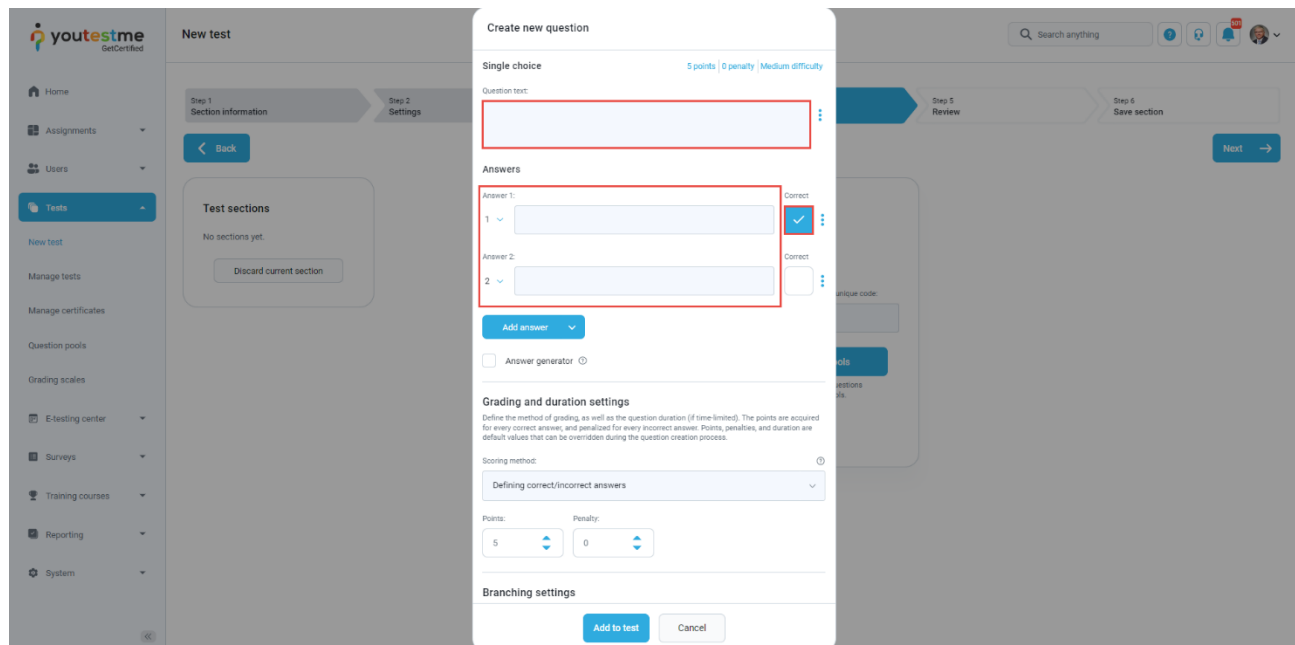 youtestme
GetCertified
New test
Search anything
Home
Assignments
Users
Tests
New test
Manage tests
Manage certificates
Question pools
Grading scales
E-testing center
Surveys
Training courses
Reporting
System
Step 1
Section information
Step 2
Settings
Step 5
Review
Step 6
Save section
Back
Next
Test sections
No sections yet.
Discard current section
unique code:
Create new question
Single choice
5 points 0 penalty Medium difficulty
Question text:
Answers
Answer 1:
Correct
1
Answer 2:
Correct
2
Add answer
Answer generator
Grading and duration settings
Define the method of grading, as well as the question duration (if time-limited). The points are acquired
for every correct answer, and penalized for every incorrect answer. Points, penalties, and duration are
default values that can be overridden during the question creation process.
Scoring method:
Defining correct/incorrect answers
Points:
Penalty:
5
0
Branching settings
Add to test
Cancel